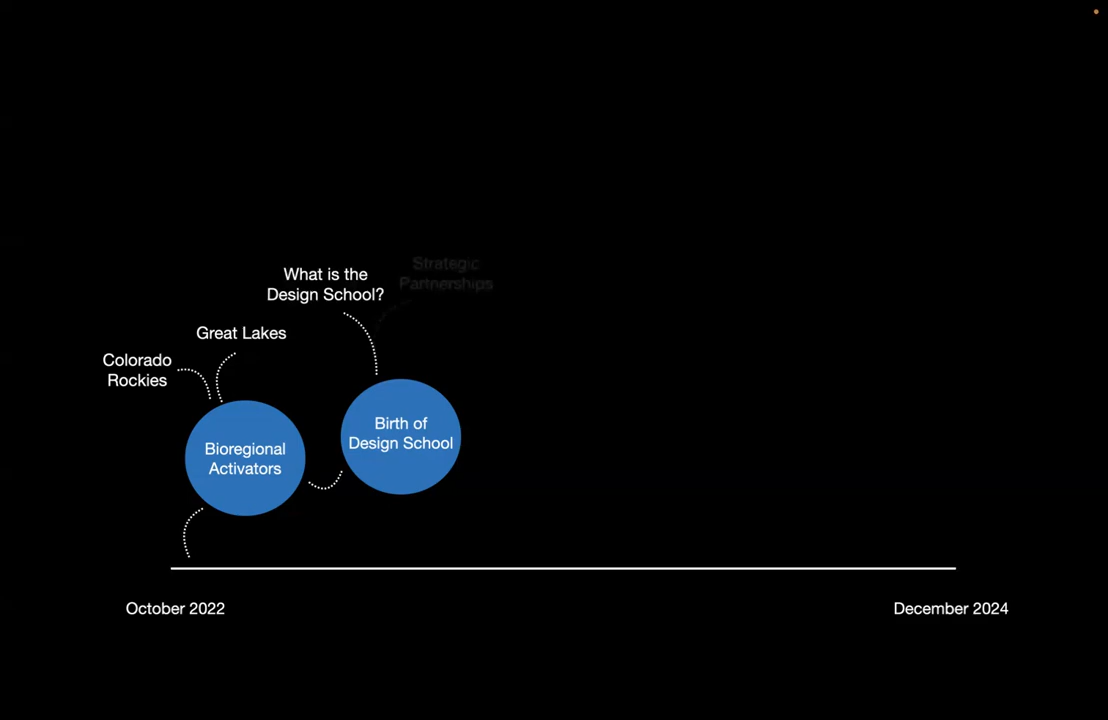 Strategic
Partnerships
What is the
Design School?
Great Lakes
Colorado
Rockies
Birth of
Design School
Bioregional
Activators
October 2022
December 2024